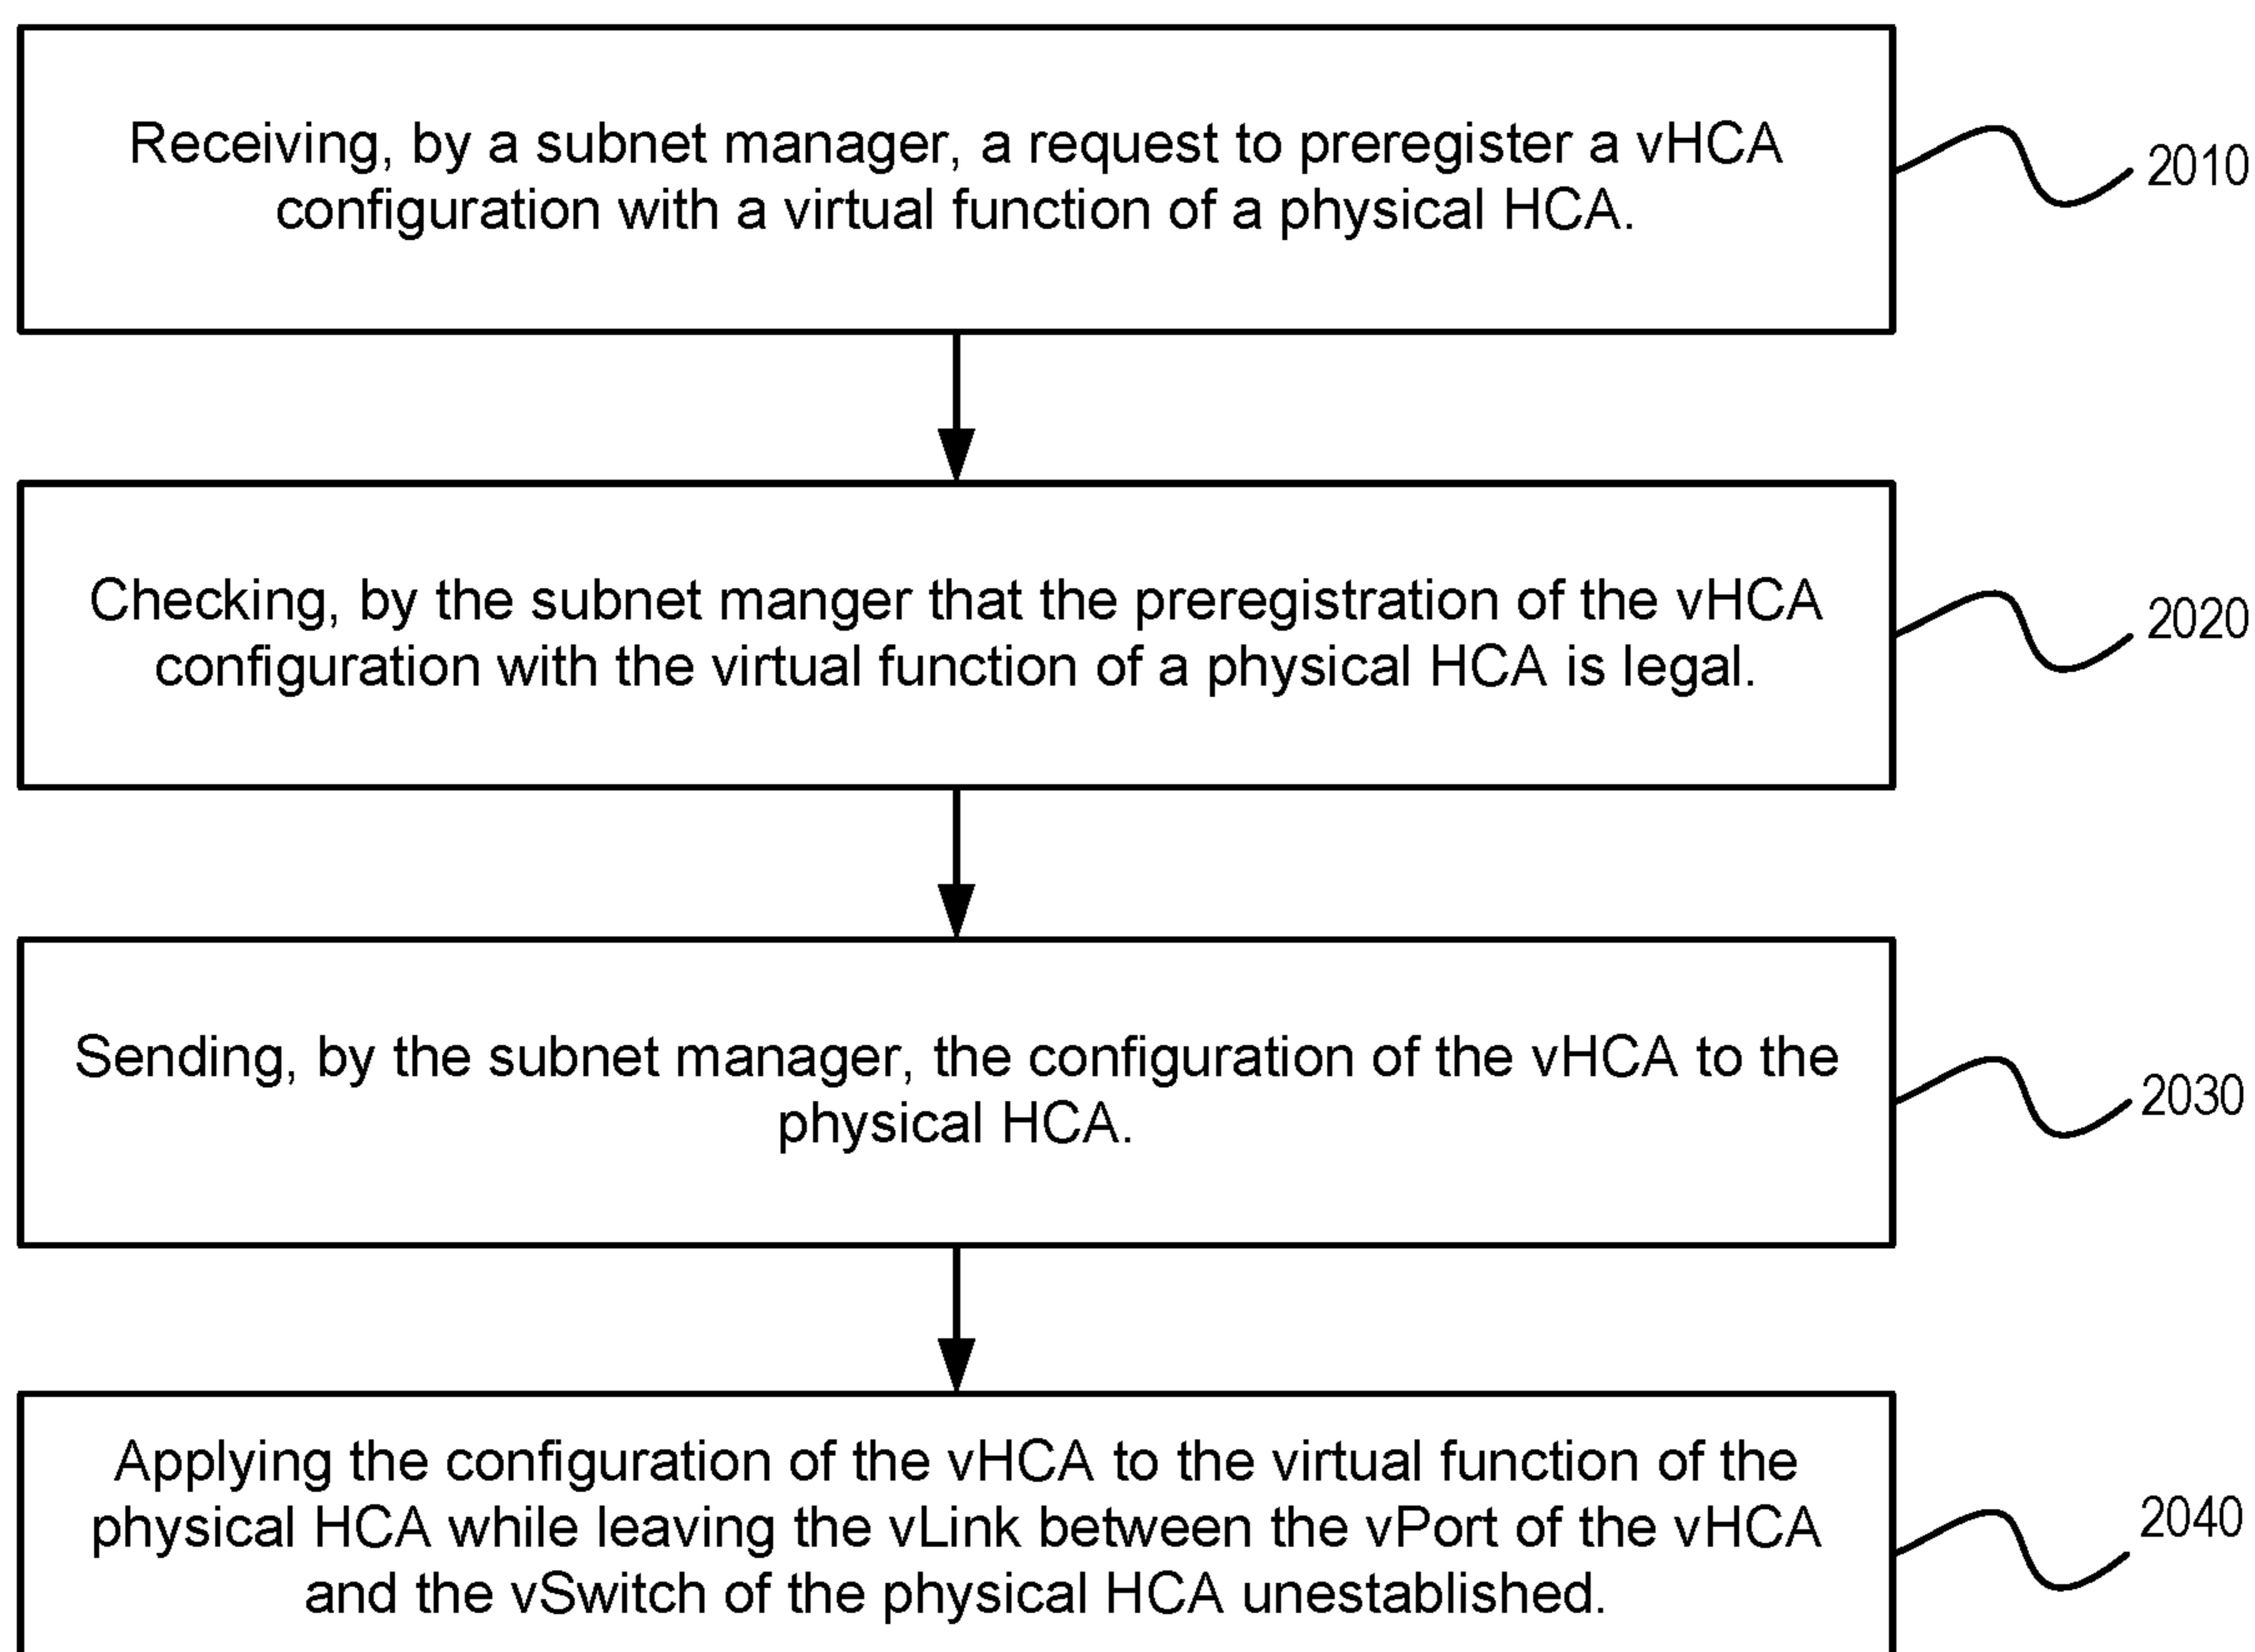 Receiving, by a subnet manager, a request to preregister a vHCA
configuration with a virtual function of a physical HCA.
2010
Checking, by the subnet manger that the preregistration of the vHCA
configuration with the virtual function of a physical HCA is legal.
2020
Sending, by the subnet manager, the configuration of the vHCA to the
physical HCA.
2030
Applying the configuration of the vHCA to the virtual function of the
physical HCA while leaving the vLink between the vPort of the vHCA
and the vSwitch of the physical HCA unestablished.
2040